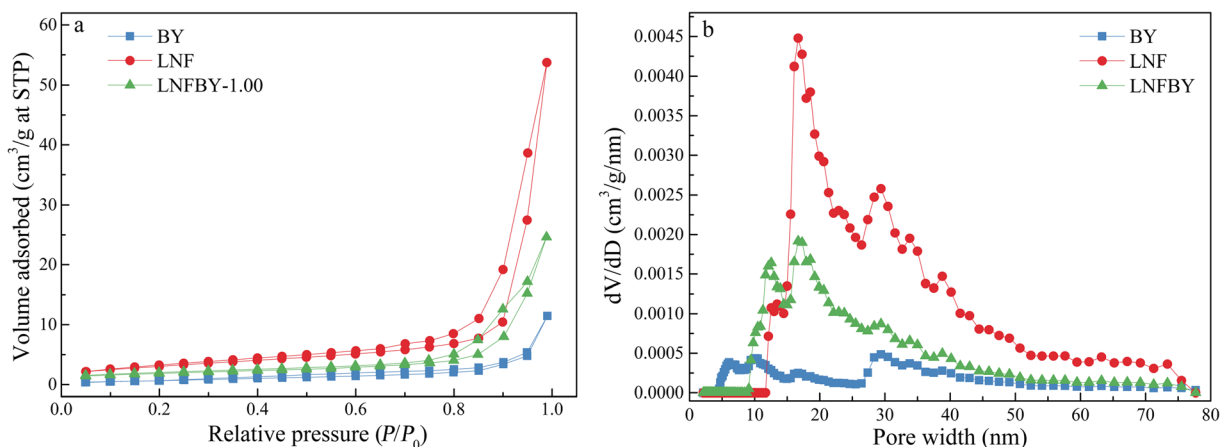 a
BY
LNF
LNFBY-1.00
Volume adsorbed (cm³/g at STP)
60
50
40
30
20
10
0
0.0 0.2 0.4 0.6 0.8 1.0
Relative pressure (P/P₀)
b
BY
LNF
LNFBY
dV/dD (cm³/g/nm)
0.0045
0.0040
0.0035
0.0030
0.0025
0.0020
0.0015
0.0010
0.0005
0.0000
0 10 20 30 40 50 60 70 80
Pore width (nm)